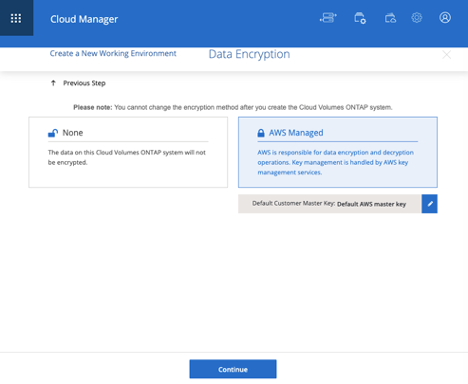 Cloud Manager
Create a New Working Environment
Data Encryption
Previous Step
Please note: You cannot change the encryption method after you create the Cloud Volumes ONTAP system.
None
The data on this Cloud Volumes ONTAP system will not
be encrypted.
AWS Managed
AWS is responsible for data encryption and decryption
operations. Key management is handled by AWS key
management services.
Default Customer Master Key: Default AWS master key
Continue